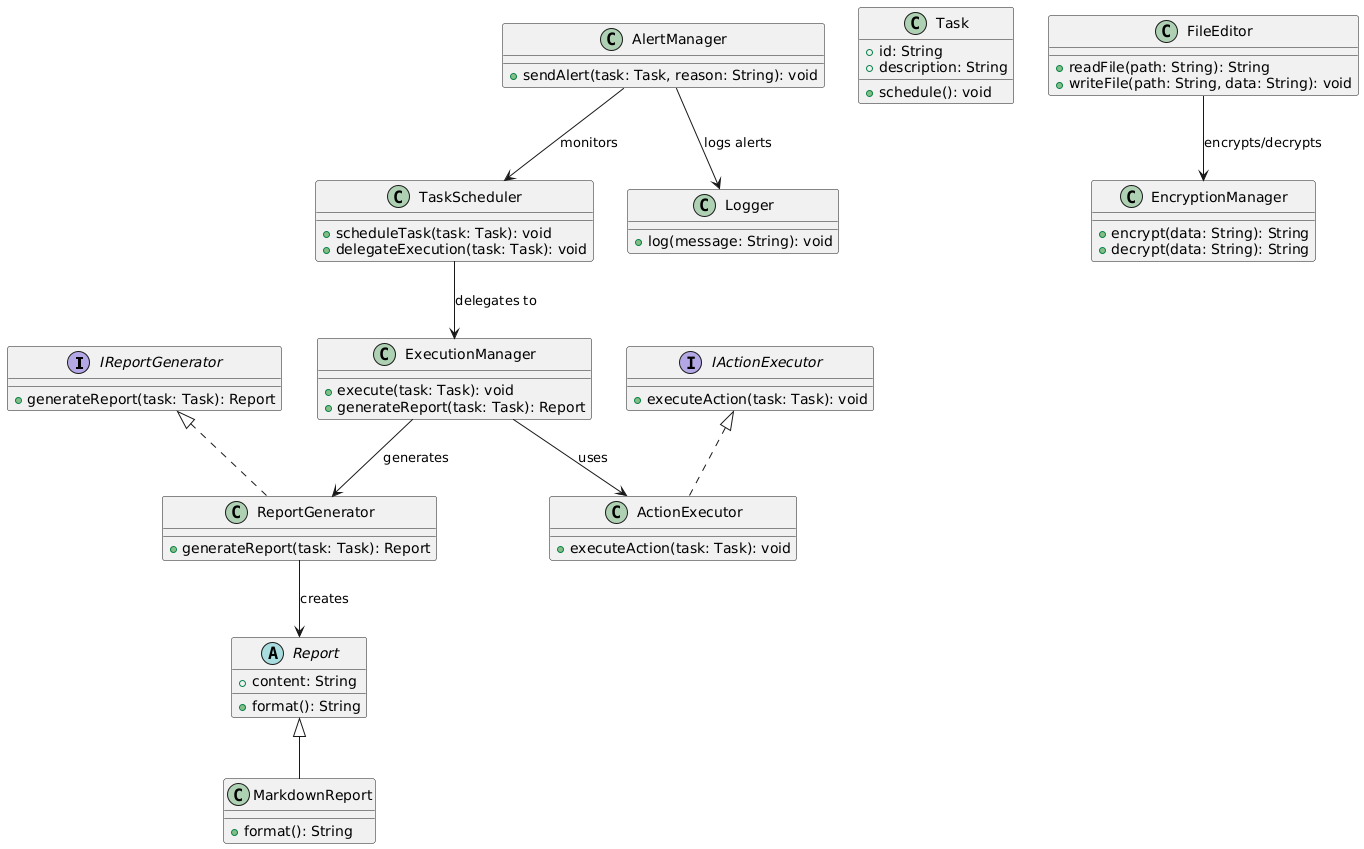 C AlertManager
sendAlert(task: Task, reason: String): void
C Task
id: String
description: String
schedule(): void
C FileEditor
readFile(path: String): String
writeFile(path: String, data: String): void
monitors
logs alerts
encrypts/decrypts
C TaskScheduler
scheduleTask(task: Task): void
delegateExecution(task: Task): void
C Logger
log(message: String): void
C EncryptionManager
encrypt(data: String): String
decrypt(data: String): String
delegates to
I IReportGenerator
generateReport(task: Task): Report
C ExecutionManager
execute(task: Task): void
generateReport(task: Task): Report
I IActionExecutor
executeAction(task: Task): void
generates
uses
C ReportGenerator
generateReport(task: Task): Report
C ActionExecutor
executeAction(task: Task): void
creates
A Report
content: String
format(): String
C MarkdownReport
format(): String